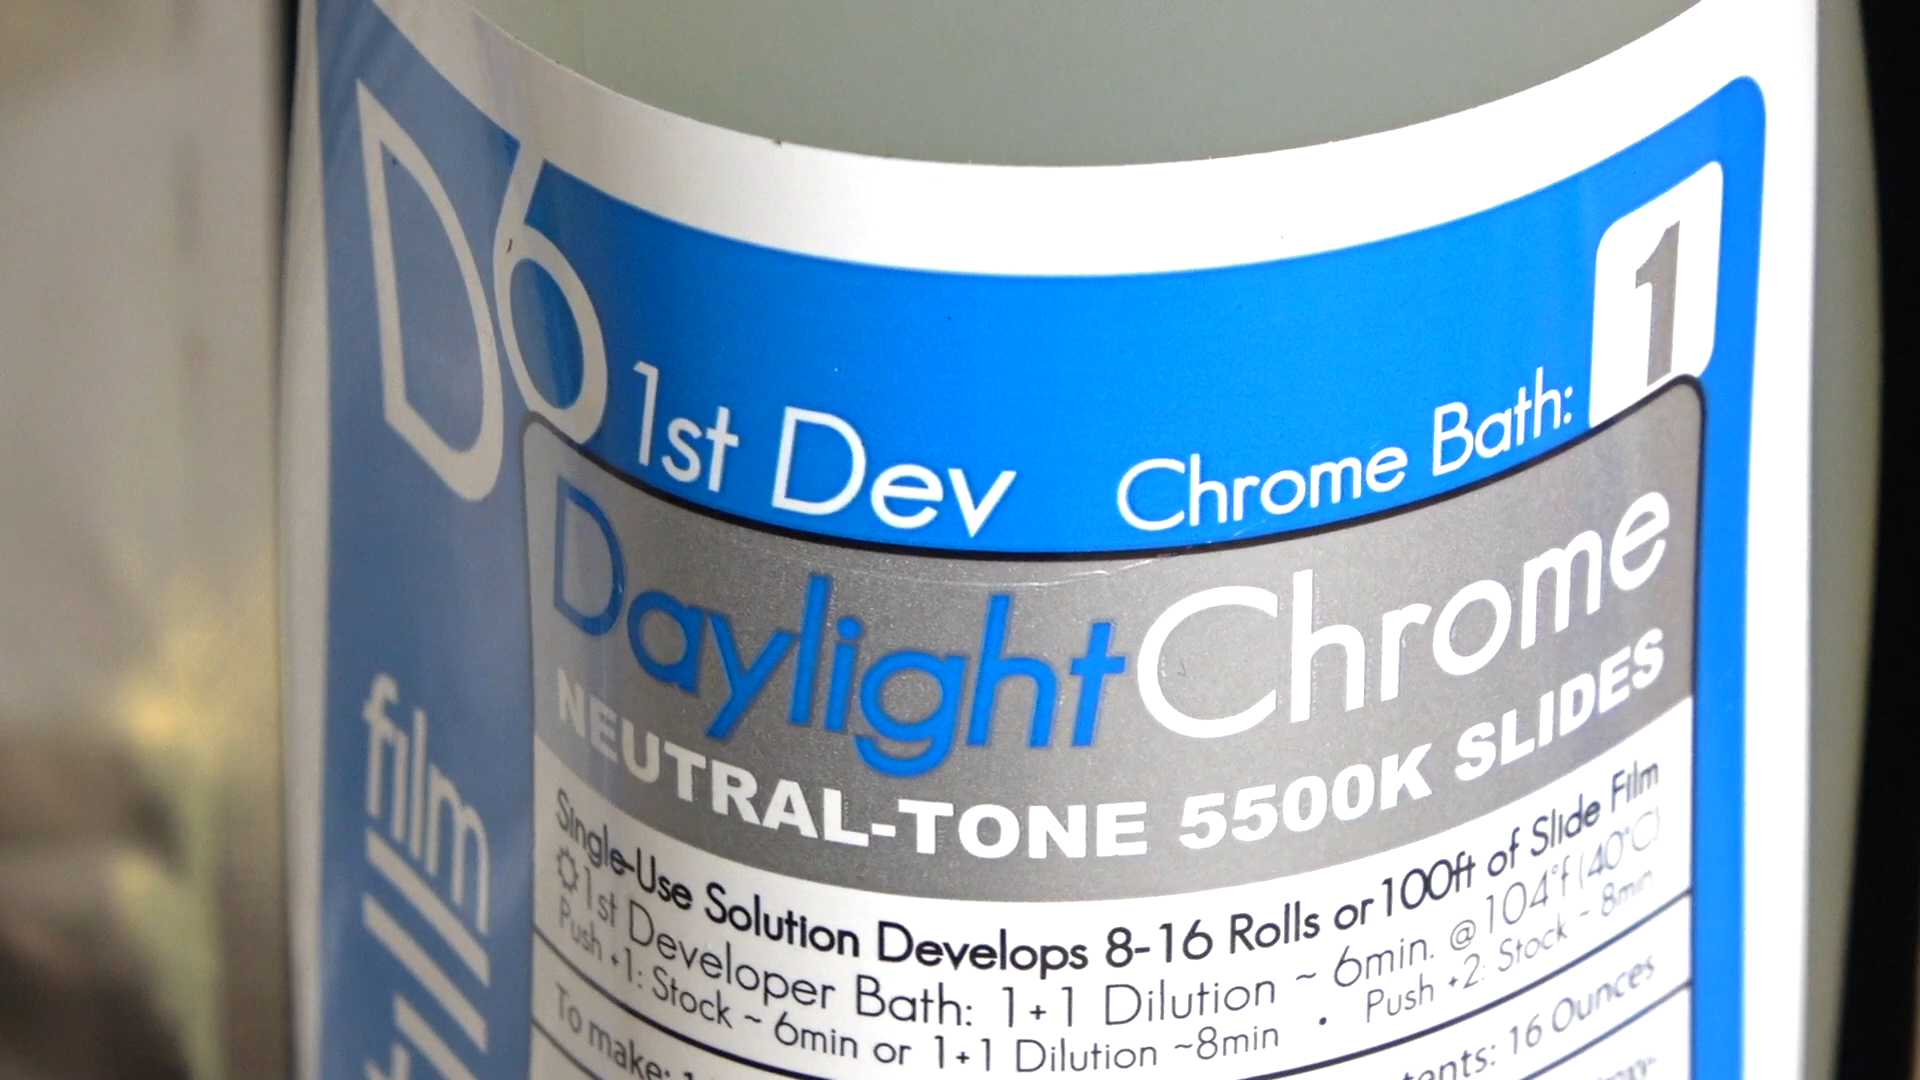 D6
1st Dev
Chrome Bath: 1
DaylightChrome
NEUTRAL-TONE 5500K SLIDES
Single-Use Solution Develops 8-16 Rolls or 100ft of Slide Film
1st Developer Bath: 1+1 Dilution ~ 6min. @ 104°f (40°C)
Push +1: Stock ~ 6min or 1+1 Dilution ~8min • Push +2: Stock ~ 8min
To make:
16 Ounces
film